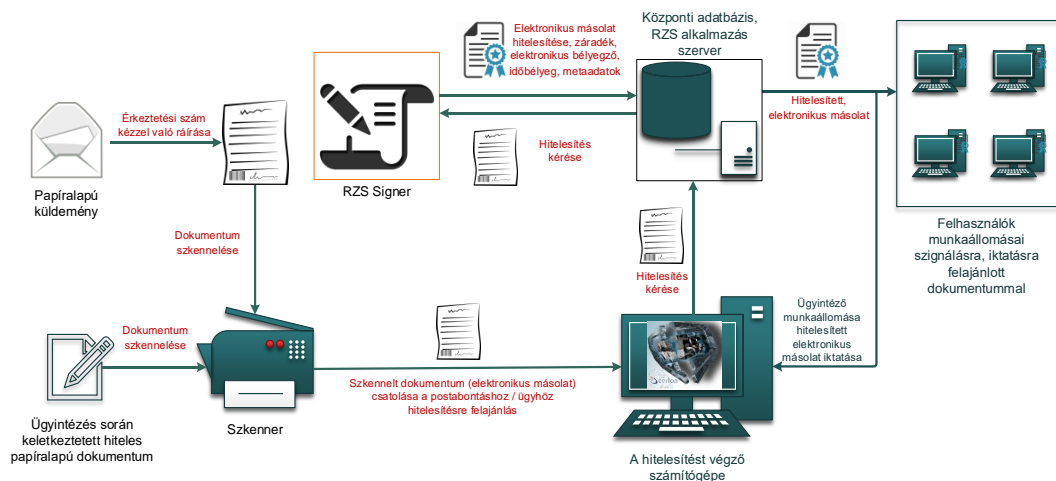 Elektronikus másolat
hitelesítése, záradék,
elektronikus bélyegző,
időbélyeg, metaadatok
Központi adatbázis,
RZS alkalmazás
szerver
Érkeztetési szám
kézzel való ráírása
Hitelesítés
kérése
Hitelesített,
elektronikus másolat
Papíralapú
küldemény
RZS Signer
Dokumentum
szkennelése
Felhasználók
munkaállomásai
szignálásra, iktatásra
felajánlott
dokumentummal
Hitelesítés
kérése
Ügyintéző
munkaállomása
hitelesített
elektronikus
másolat iktatása
Dokumentum
szkennelése
Szkennelt dokumentum (elektronikus másolat)
csatolása a postabontáshoz / ügyhöz
hitelesítésre felajánlás
Ügyintézés során
keletkeztetett hiteles
papíralapú dokumentum
Szkenner
A hitelesítést végző
számítógépe